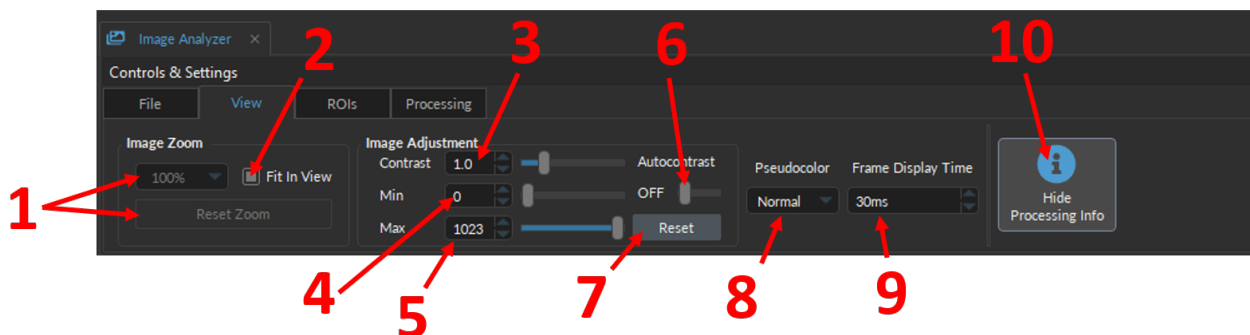 Image Analyzer
Controls & Settings
File View ROIs Processing
Image Zoom
100% Fit In View
Reset Zoom
Image Adjustment
Contrast 1.0 Autocontrast
Min 0 OFF
Max 1023 Reset
Pseudocolor Frame Display Time
Normal 30ms
Hide
Processing Info
1
2
3
4
5
6
7
8
9
10